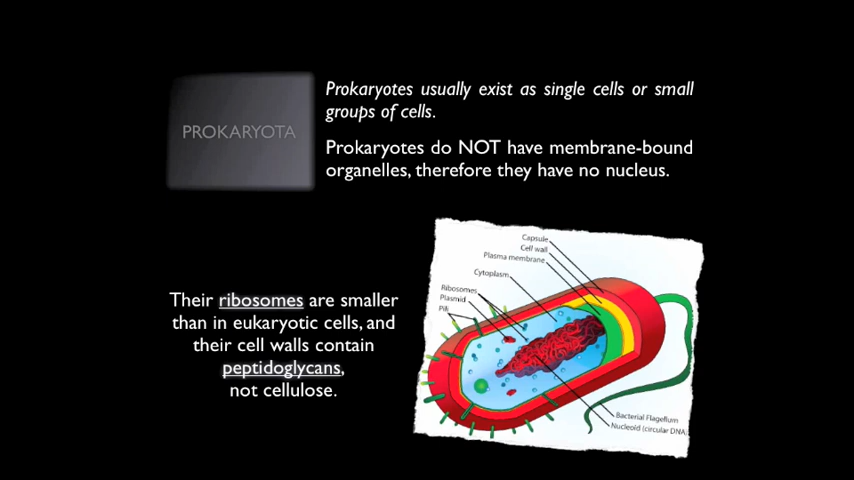 PROKARYOTA
Prokaryotes usually exist as single cells or small
groups of cells.
Prokaryotes do NOT have membrane-bound
organelles, therefore they have no nucleus.
Their ribosomes are smaller
than in eukaryotic cells, and
their cell walls contain
peptidoglycans,
not cellulose.
Capsule
Cell wall
Plasma membrane
Cytoplasm
Ribosomes
Plasmid
Pili
Bacterial Flagellum
Nucleoid (circular DNA)